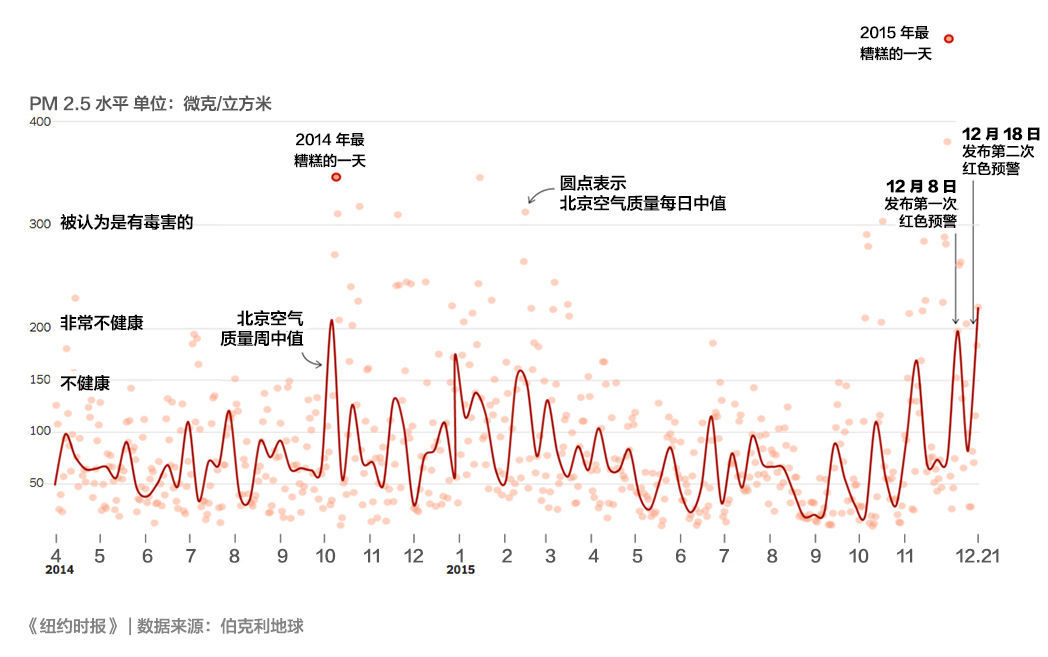 2015 年最
糟糕的一天
PM 2.5 水平 单位：微克/立方米
400
2014 年最
糟糕的一天
圆点表示
北京空气质量每日中值
12 月 18 日
发布第二次
红色预警
12 月 8 日
发布第一次
红色预警
300 被认为是有毒害的
北京空气
质量周中值
200 非常不健康
150 不健康
100
50
4 5 6 7 8 9 10 11 12 1 2 3 4 5 6 7 8 9 10 11 12.21
2014 2015
《纽约时报》 | 数据来源：伯克利地球